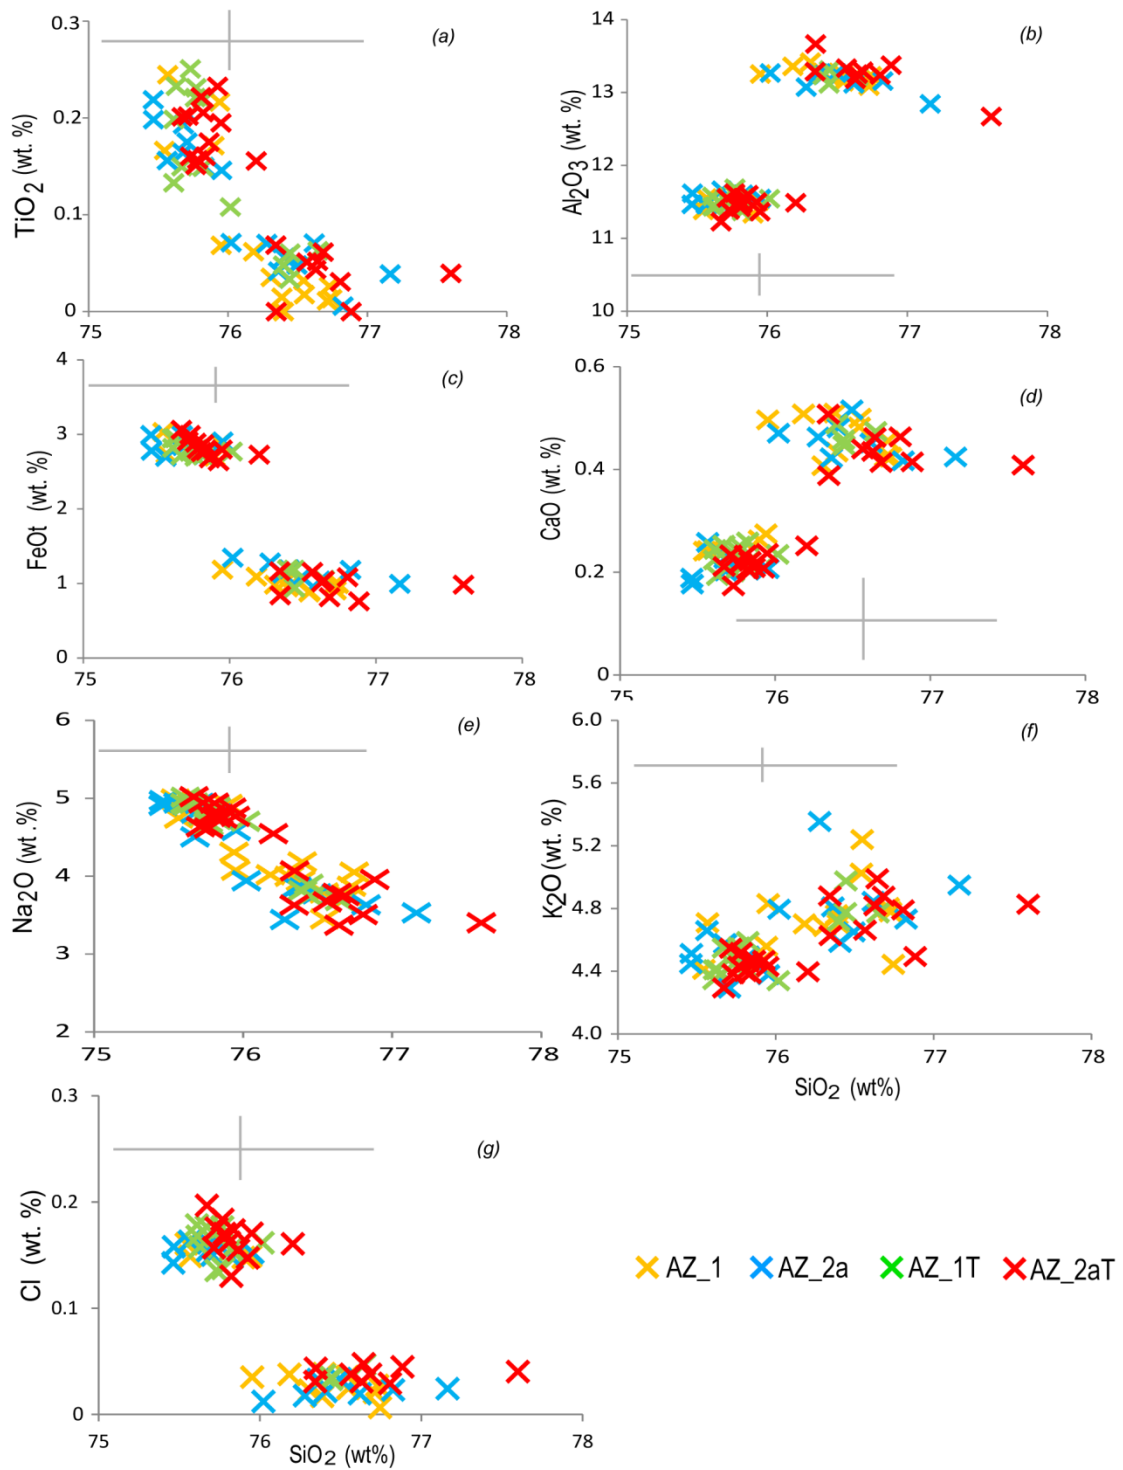 0.3
0.2
0.1
0
TiO2 (wt. %)
(a)
75 76 77 78
14
13
12
11
10
Al2O3 (wt. %)
(b)
75 76 77 78
4
3
2
1
0
FeOt (wt. %)
(c)
75 76 77 78
0.6
0.4
0.2
0
CaO (wt. %)
(d)
75 76 77 78
6
5
4
3
2
Na2O (wt .%)
(e)
75 76 77 78
6.0
5.6
5.2
4.8
4.4
4.0
K2O(wt. %)
(f)
75 76 77 78
SiO2 (wt%)
0.3
0.2
0.1
0
Cl (wt. %)
(g)
75 76 77 78
SiO2 (wt%)
AZ_1 AZ_2a AZ_1T AZ_2aT